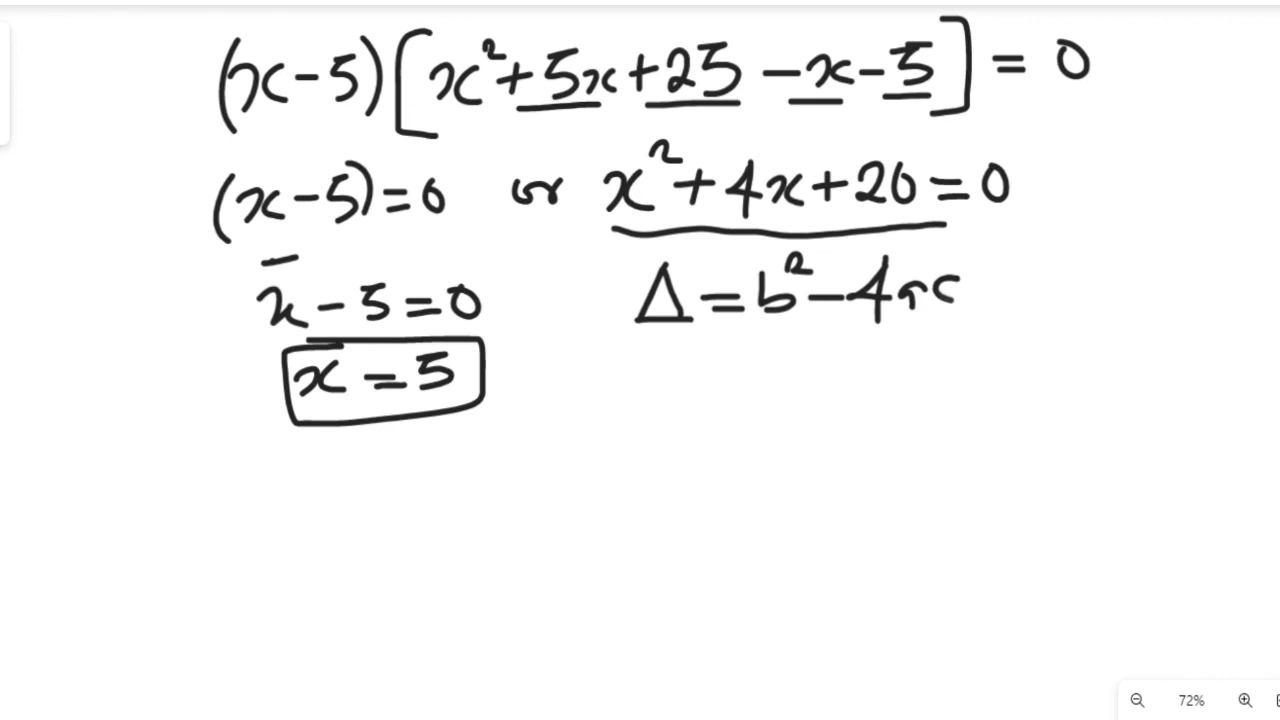 (x-5)[x²+5x+25-x-5]=0
(x-5)=0 or x²+4x+20=0
x-5=0 Δ=b²-4ac
x=5
72%